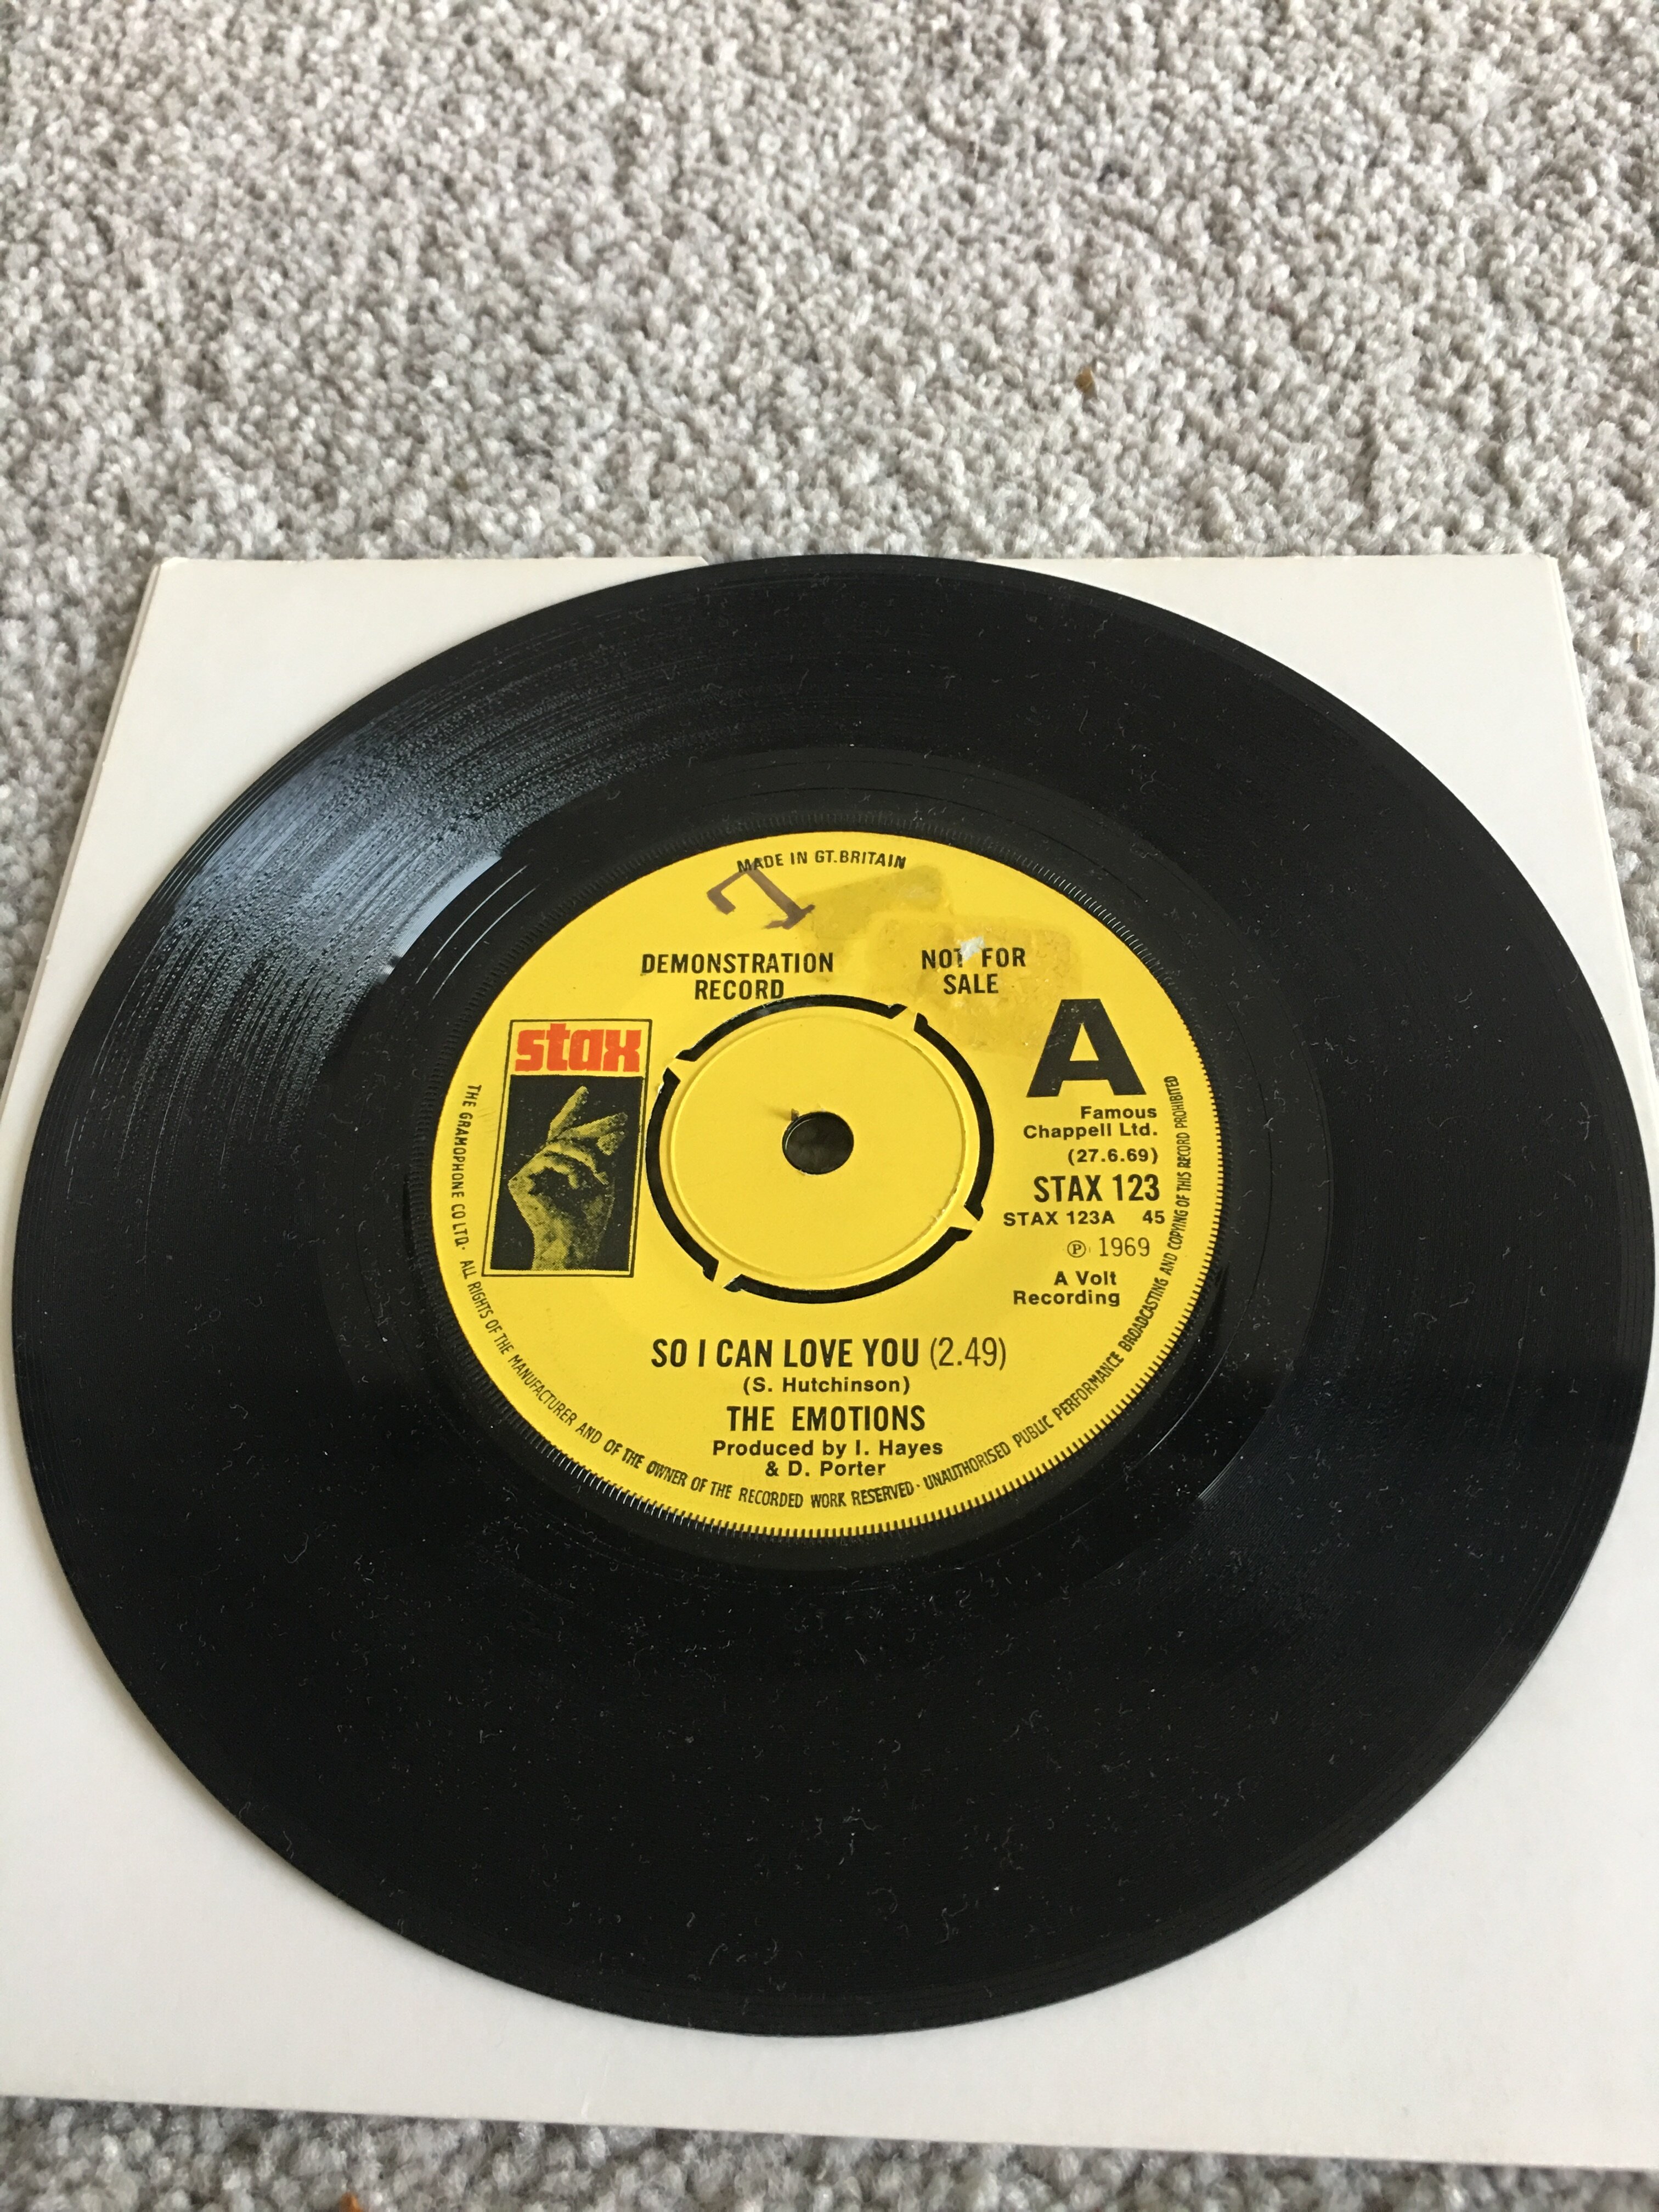 MADE IN GT.BRITAIN
DEMONSTRATION
RECORD
NOT FOR
SALE
stax
A
Famous
Chappell Ltd.
(27.6.69)
STAX 123
STAX 123A 45
℗ 1969
A Volt
Recording
SO I CAN LOVE YOU (2.49)
(S. Hutchinson)
THE EMOTIONS
Produced by I. Hayes
& D. Porter
THE GRAMOPHONE CO LTD· ALL RIGHTS OF THE MANUFACTURER AND OF THE OWNER OF THE RECORDED WORK RESERVED· UNAUTHORISED PUBLIC PERFORMANCE BROADCASTING AND COPYING OF THIS RECORD PROHIBITED